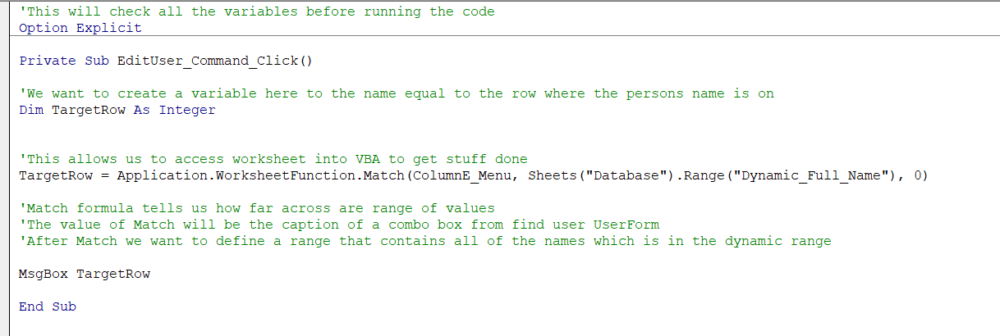 'This will check all the variables before running the code
Option Explicit
Private Sub EditUser_Command_Click()
'We want to create a variable here to the name equal to the row where the persons name is on
Dim TargetRow As Integer
'This allows us to access worksheet into VBA to get stuff done
TargetRow = Application.WorksheetFunction.Match(ColumnE_Menu, Sheets("Database").Range("Dynamic_Full_Name"), 0)
'Match formula tells us how far across are range of values
'The value of Match will be the caption of a combo box from find user UserForm
'After Match we want to define a range that contains all of the names which is in the dynamic range
MsgBox TargetRow
End Sub